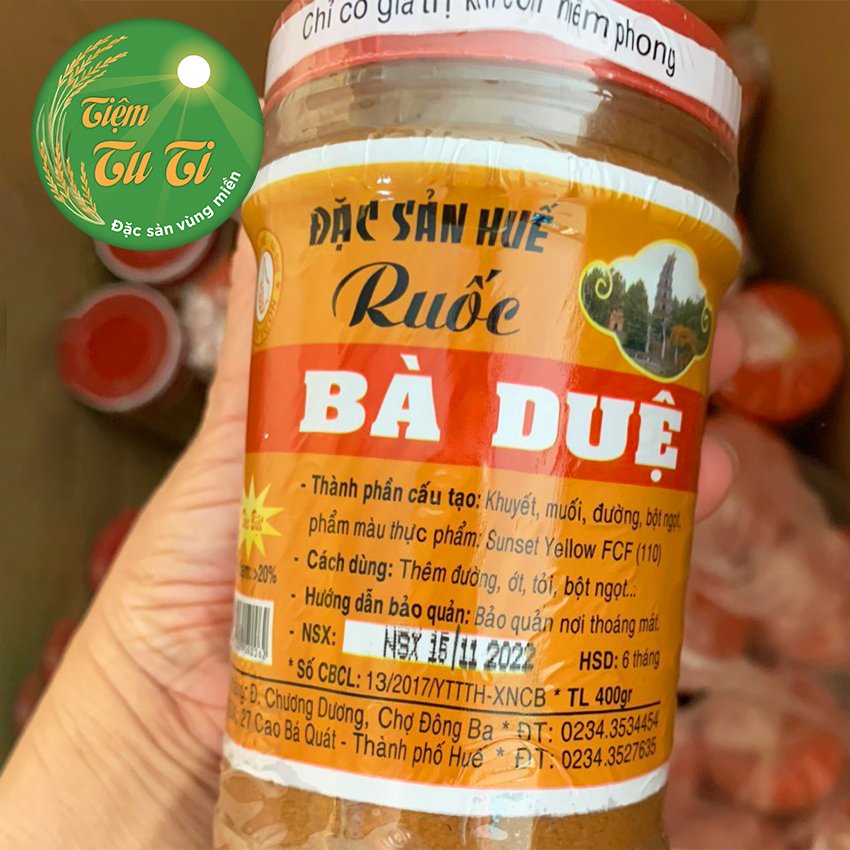 Chỉ có giá trị khi còn niêm phong
Tiệm
Tu Ti
Đặc sản vùng miền
ĐẶC SẢN HUẾ
Ruốc
BÀ DUỆ
- Thành phần cấu tạo: Khuyết, muối, đường, bột ngọt,
phẩm màu thực phẩm: Sunset Yellow FCF (110)
>20%
- Cách dùng: Thêm đường, ớt, tỏi, bột ngọt...
- Hướng dẫn bảo quản: Bảo quản nơi thoáng mát.
- NSX: NSX 15/11 2022 HSD: 6 tháng
* Số CBCL: 13/2017/YTTTH-XNCB * TL 400gr
Đ. Chương Dương, Chợ Đông Ba * ĐT: 0234.3534454
27 Cao Bá Quát - Thành phố Huế * ĐT: 0234.3527635